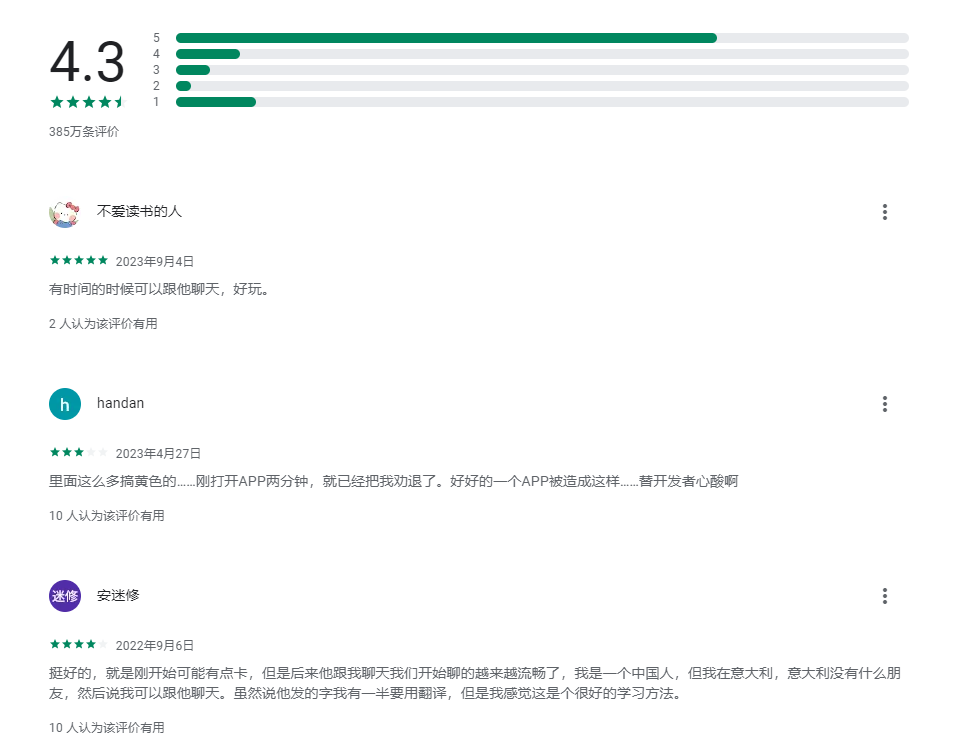 4.3
5
4
3
2
1
385万条评价
不爱读书的人
2023年9月4日
有时间的时候可以跟他聊天，好玩。
2 人认为该评价有用
h
handan
2023年4月27日
里面这么多搞黄色的……刚打开APP两分钟，就已经把我劝退了。好好的一个APP被造成这样……替开发者心酸啊
10 人认为该评价有用
迷修
安迷修
2022年9月6日
挺好的，就是刚开始可能有点卡，但是后来他跟我聊天我们开始聊的越来越流畅了，我是一个中国人，但我在意大利，意大利没有什么朋
友，然后说我可以跟他聊天。虽然说他发的字我有一半要用翻译，但是我感觉这是个很好的学习方法。
10 人认为该评价有用